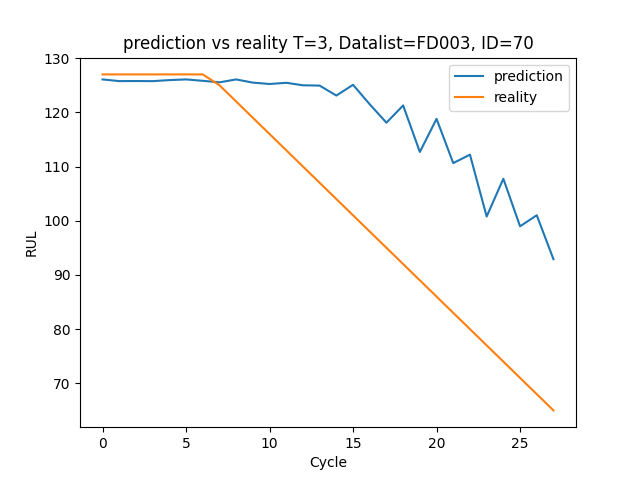 prediction vs reality T=3, Datalist=FD003, ID=70
prediction
reality
RUL
130
120
110
100
90
80
70
0 5 10 15 20 25
Cycle